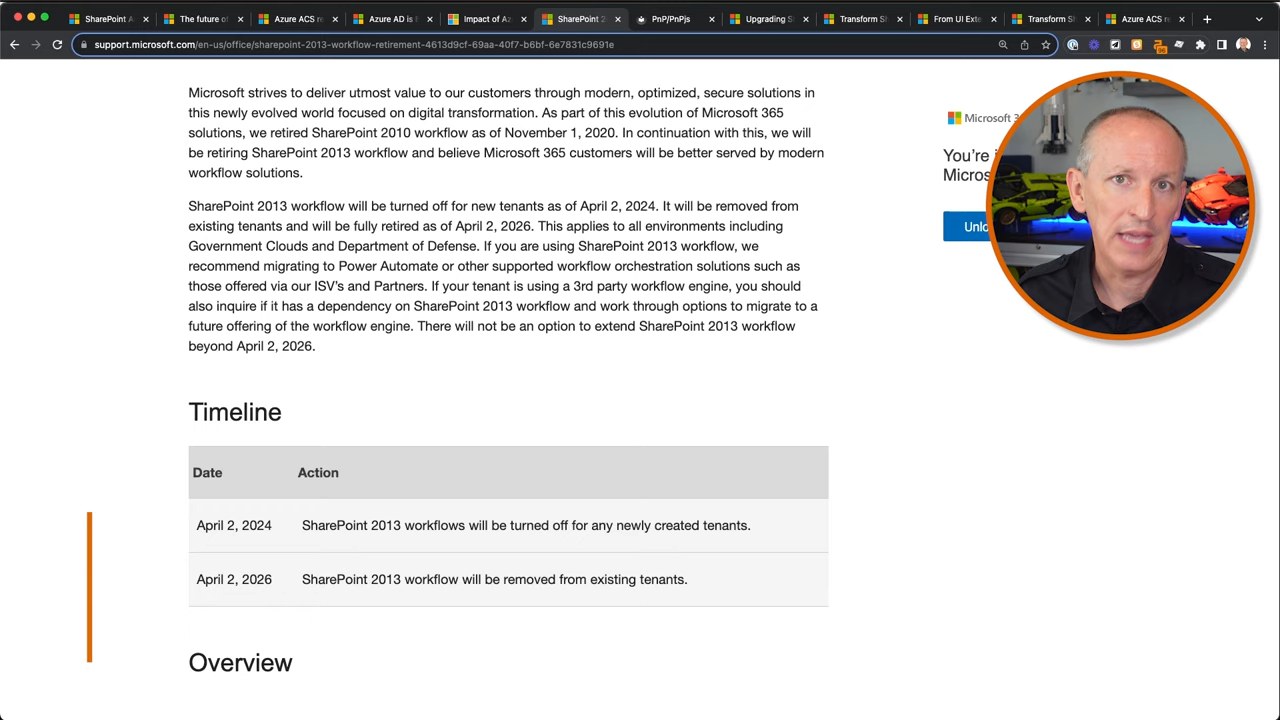 SharePoint A
The future of
Azure ACS re
Azure AD is B
Impact of Az
SharePoint 2
PnP/PnPjs
Upgrading S
Transform Sh
From UI Exte
Transform Sh
Azure ACS re
support.microsoft.com/en-us/office/sharepoint-2013-workflow-retirement-4613d9cf-69aa-40f7-b6bf-6e7831c9691e
Microsoft strives to deliver utmost value to our customers through modern, optimized, secure solutions in
this newly evolved world focused on digital transformation. As part of this evolution of Microsoft 365
solutions, we retired SharePoint 2010 workflow as of November 1, 2020. In continuation with this, we will
be retiring SharePoint 2013 workflow and believe Microsoft 365 customers will be better served by modern
workflow solutions.
SharePoint 2013 workflow will be turned off for new tenants as of April 2, 2024. It will be removed from
existing tenants and will be fully retired as of April 2, 2026. This applies to all environments including
Government Clouds and Department of Defense. If you are using SharePoint 2013 workflow, we
recommend migrating to Power Automate or other supported workflow orchestration solutions such as
those offered via our ISV's and Partners. If your tenant is using a 3rd party workflow engine, you should
also inquire if it has a dependency on SharePoint 2013 workflow and work through options to migrate to a
future offering of the workflow engine. There will not be an option to extend SharePoint 2013 workflow
beyond April 2, 2026.
Microsoft 3
You're i
Micros
Unlo
Timeline
Date Action
April 2, 2024 SharePoint 2013 workflows will be turned off for any newly created tenants.
April 2, 2026 SharePoint 2013 workflow will be removed from existing tenants.
Overview